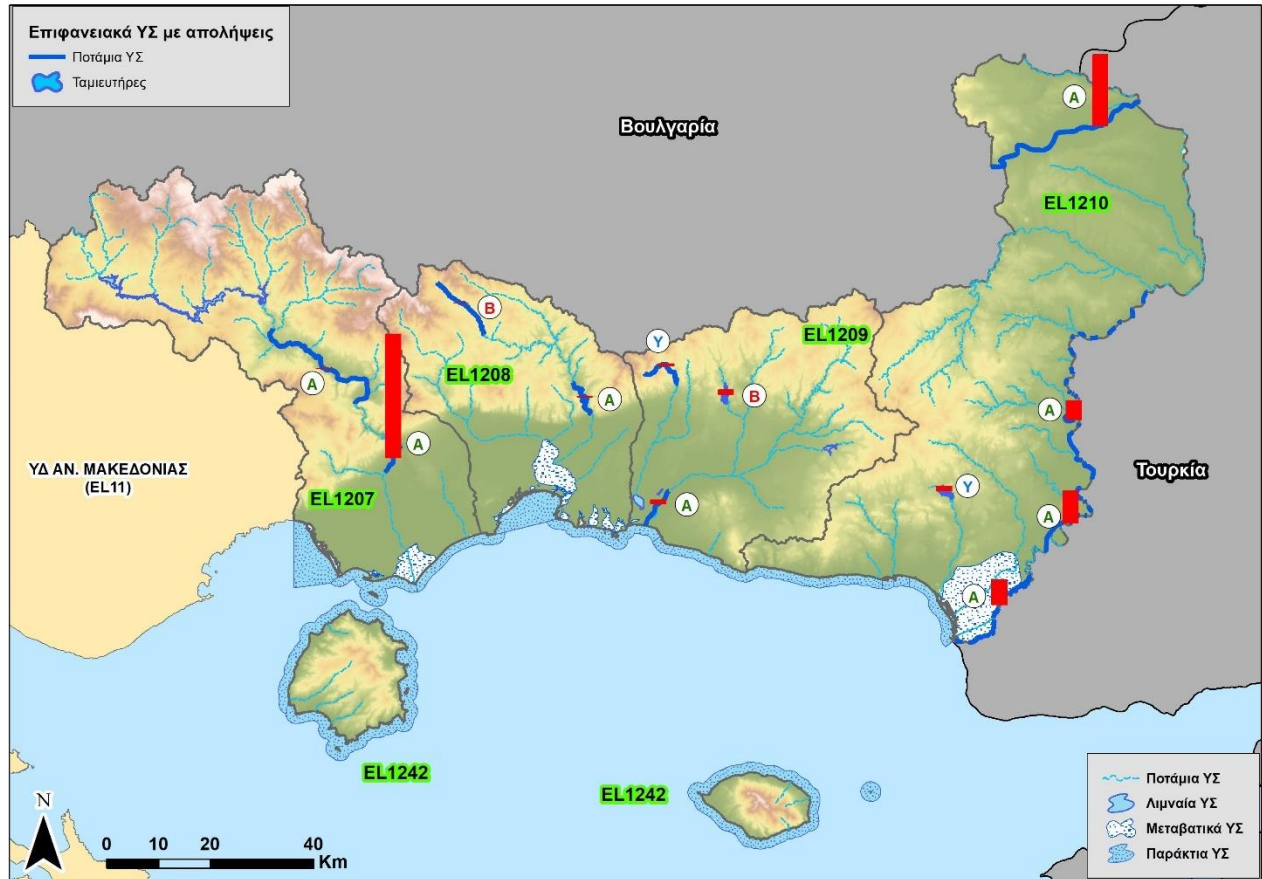 Επιφανειακά ΥΣ με απολήψεις
Ποτάμια ΥΣ
Ταμιευτήρες
Βουλγαρία
A
EL1210
B
EL1208
A
Y
EL1209
B
A
A
EL1207
ΥΔ ΑΝ. ΜΑΚΕΔΟΝΙΑΣ
(EL11)
A
A
Τουρκία
Y
A
A
EL1242
EL1242
N
0 10 20 40
Km
Ποτάμια ΥΣ
Λιμναία ΥΣ
Μεταβατικά ΥΣ
Παράκτια ΥΣ